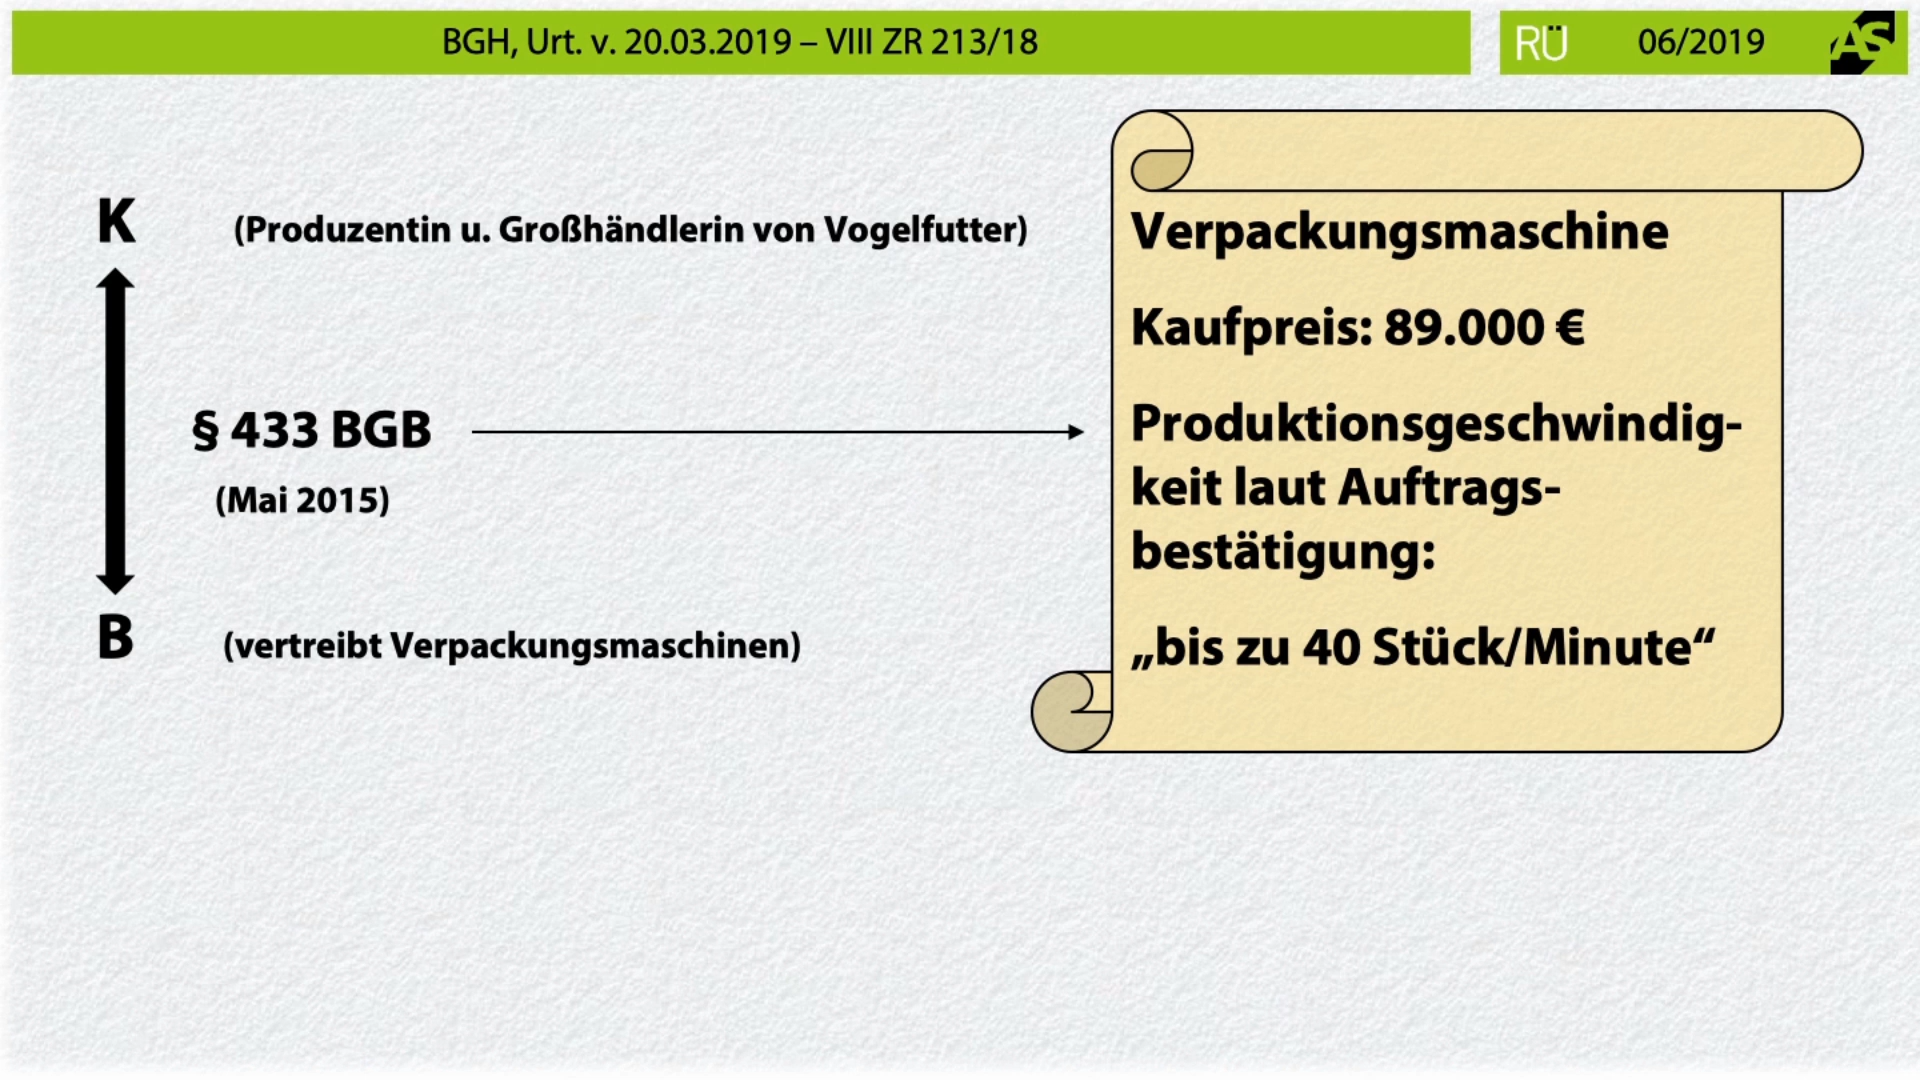 BGH, Urt. v. 20.03.2019 – VIII ZR 213/18
RÜ 06/2019 AS
K (Produzentin u. Großhändlerin von Vogelfutter)
§ 433 BGB
(Mai 2015)
B (vertreibt Verpackungsmaschinen)
Verpackungsmaschine
Kaufpreis: 89.000 €
Produktionsgeschwindig-
keit laut Auftrags-
bestätigung:
„bis zu 40 Stück/Minute“